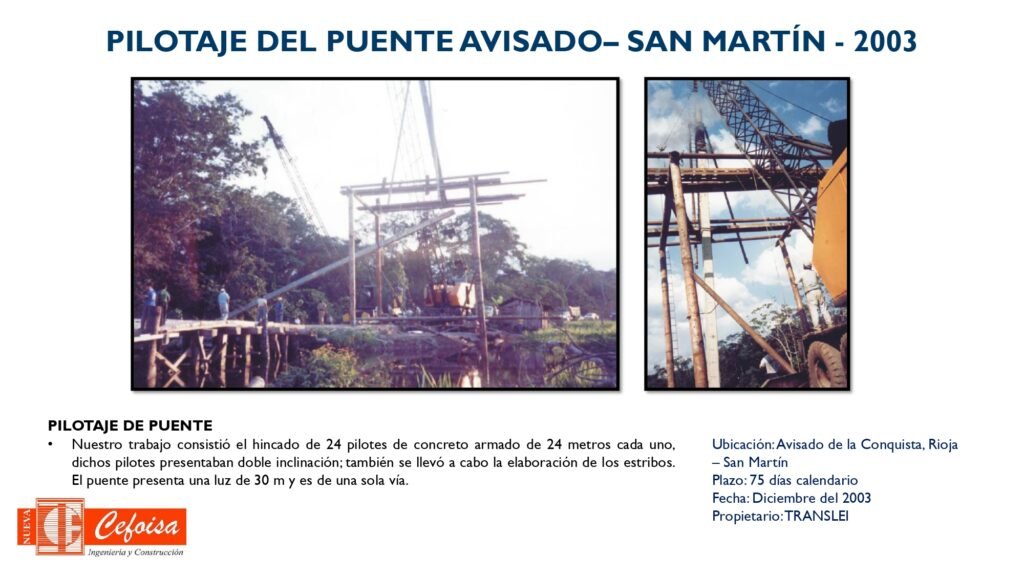 PILOTAJE DEL PUENTE AVISADO– SAN MARTÍN - 2003
PILOTAJE DE PUENTE
• Nuestro trabajo consistió el hincado de 24 pilotes de concreto armado de 24 metros cada uno,
dichos pilotes presentaban doble inclinación; también se llevó a cabo la elaboración de los estribos.
El puente presenta una luz de 30 m y es de una sola vía.
Ubicación: Avisado de la Conquista, Rioja
– San Martín
Plazo: 75 días calendario
Fecha: Diciembre del 2003
Propietario: TRANSLEI
NUEVA
Cefoisa
Ingeniería y Construcción